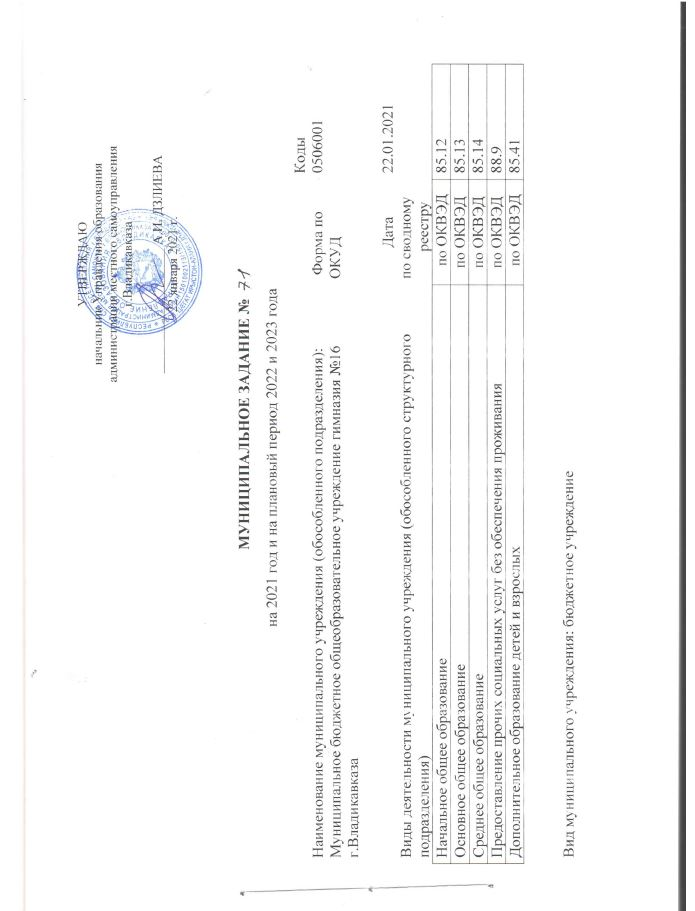 УТВЕРЖДАЮ
начальник Управления образования
администрации местного самоуправления
г.Владикавказа
А.И. ДЗЛИЕВА
22 января 2021 г.
МУНИЦИПАЛЬНОЕ ЗАДАНИЕ № 71
на 2021 год и на плановый период 2022 и 2023 года
Коды
Наименование муниципального учреждения (обособленного подразделения): Форма по 0506001
Муниципальное бюджетное общеобразовательное учреждение гимназия №16 ОКУД
г.Владикавказа
Дата 22.01.2021
Виды деятельности муниципального учреждения (обособленного структурного по сводному
подразделения) реестру
Начальное общее образование по ОКВЭД 85.12
Основное общее образование по ОКВЭД 85.13
Среднее общее образование по ОКВЭД 85.14
Предоставление прочих социальных услуг без обеспечения проживания по ОКВЭД 88.9
Дополнительное образование детей и взрослых по ОКВЭД 85.41
Вид муниципального учреждения: бюджетное учреждение